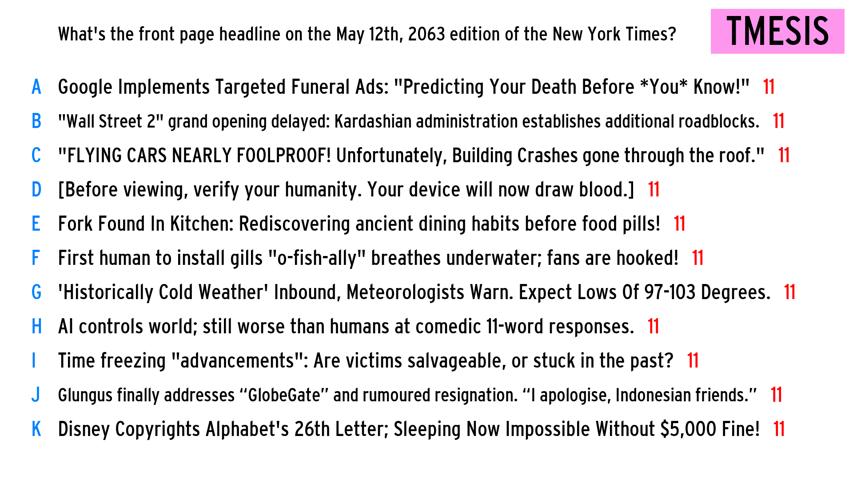 What's the front page headline on the May 12th, 2063 edition of the New York Times?
TMESIS
A Google Implements Targeted Funeral Ads: "Predicting Your Death Before *You* Know!" 11
B "Wall Street 2" grand opening delayed: Kardashian administration establishes additional roadblocks. 11
C "FLYING CARS NEARLY FOOLPROOF! Unfortunately, Building Crashes gone through the roof." 11
D [Before viewing, verify your humanity. Your device will now draw blood.] 11
E Fork Found In Kitchen: Rediscovering ancient dining habits before food pills! 11
F First human to install gills "o-fish-ally" breathes underwater; fans are hooked! 11
G 'Historically Cold Weather' Inbound, Meteorologists Warn. Expect Lows Of 97-103 Degrees. 11
H AI controls world; still worse than humans at comedic 11-word responses. 11
I Time freezing "advancements": Are victims salvageable, or stuck in the past? 11
J Glungus finally addresses “GlobeGate” and rumoured resignation. “I apologise, Indonesian friends.” 11
K Disney Copyrights Alphabet's 26th Letter; Sleeping Now Impossible Without $5,000 Fine! 11